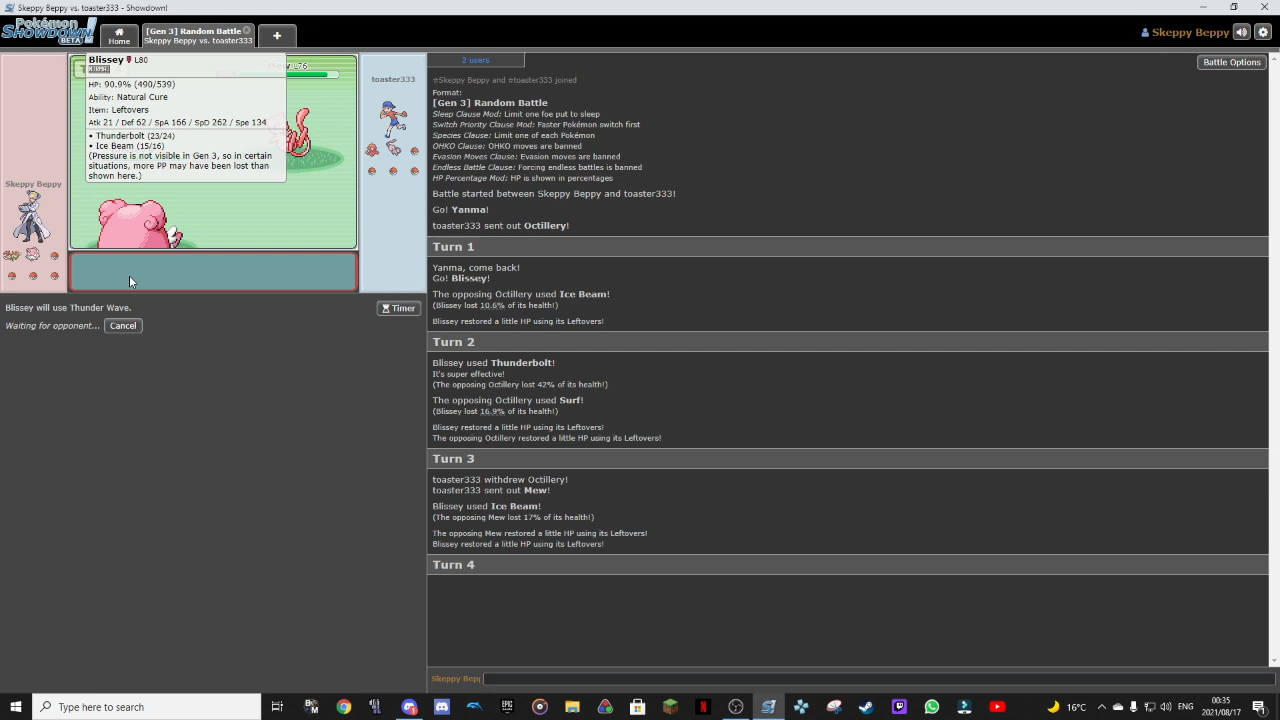 Skeppy Beppy vs. toaster333 - Showdown
Pokémon
SHOWDOWN!
BETA
Home
[Gen 3] Random Battle
Skeppy Beppy vs. toaster333
+
Skeppy Beppy
Blissey L80
NORMAL
HP: 90.9% (490/539)
Ability: Natural Cure
Item: Leftovers
Atk 21 / Def 62 / SpA 166 / SpD 262 / Spe 134
• Thunderbolt (23/24)
• Ice Beam (15/16)
(Pressure is not visible in Gen 3, so in certain
situations, more PP may have been lost than
shown here.)
L76
toaster333
Skeppy Beppy
Blissey will use Thunder Wave.
Timer
Waiting for opponent...
Cancel
2 users
Battle Options
☆Skeppy Beppy and ☆toaster333 joined
Format:
[Gen 3] Random Battle
Sleep Clause Mod: Limit one foe put to sleep
Switch Priority Clause Mod: Faster Pokémon switch first
Species Clause: Limit one of each Pokémon
OHKO Clause: OHKO moves are banned
Evasion Moves Clause: Evasion moves are banned
Endless Battle Clause: Forcing endless battles is banned
HP Percentage Mod: HP is shown in percentages
Battle started between Skeppy Beppy and toaster333!
Go! Yanma!
toaster333 sent out Octillery!
Turn 1
Yanma, come back!
Go! Blissey!
The opposing Octillery used Ice Beam!
(Blissey lost 10.6% of its health!)
Blissey restored a little HP using its Leftovers!
Turn 2
Blissey used Thunderbolt!
It's super effective!
(The opposing Octillery lost 42% of its health!)
The opposing Octillery used Surf!
(Blissey lost 16.9% of its health!)
Blissey restored a little HP using its Leftovers!
The opposing Octillery restored a little HP using its Leftovers!
Turn 3
toaster333 withdrew Octillery!
toaster333 sent out Mew!
Blissey used Ice Beam!
(The opposing Mew lost 17% of its health!)
The opposing Mew restored a little HP using its Leftovers!
Blissey restored a little HP using its Leftovers!
Turn 4
Skeppy Bepp
Type here to search
16°C
ENG
00:35
2021/08/17